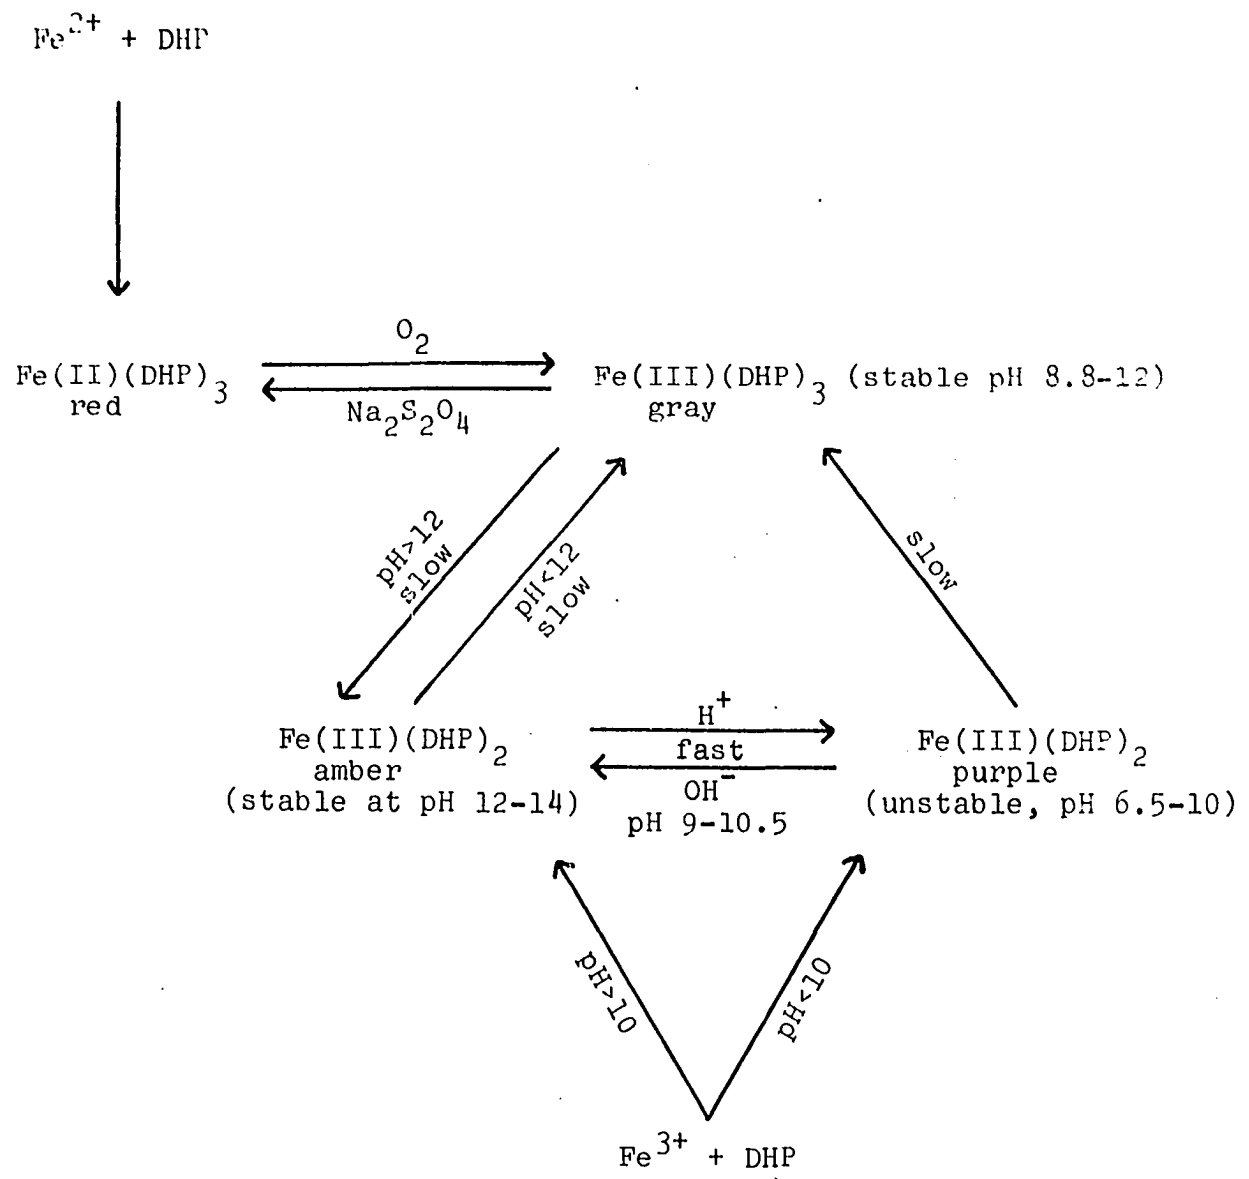 Fe²⁺ + DHP
O₂
Fe(II)(DHP)₃
red
Na₂S₂O₄
Fe(III)(DHP)₃ (stable pH 8.8-12)
gray
pH>12
slow
pH<12
slow
slow
Fe(III)(DHP)₂
amber
(stable at pH 12-14)
H⁺
fast
OH⁻
pH 9-10.5
Fe(III)(DHP)₂
purple
(unstable, pH 6.5-10)
pH>10
pH<10
Fe³⁺ + DHP